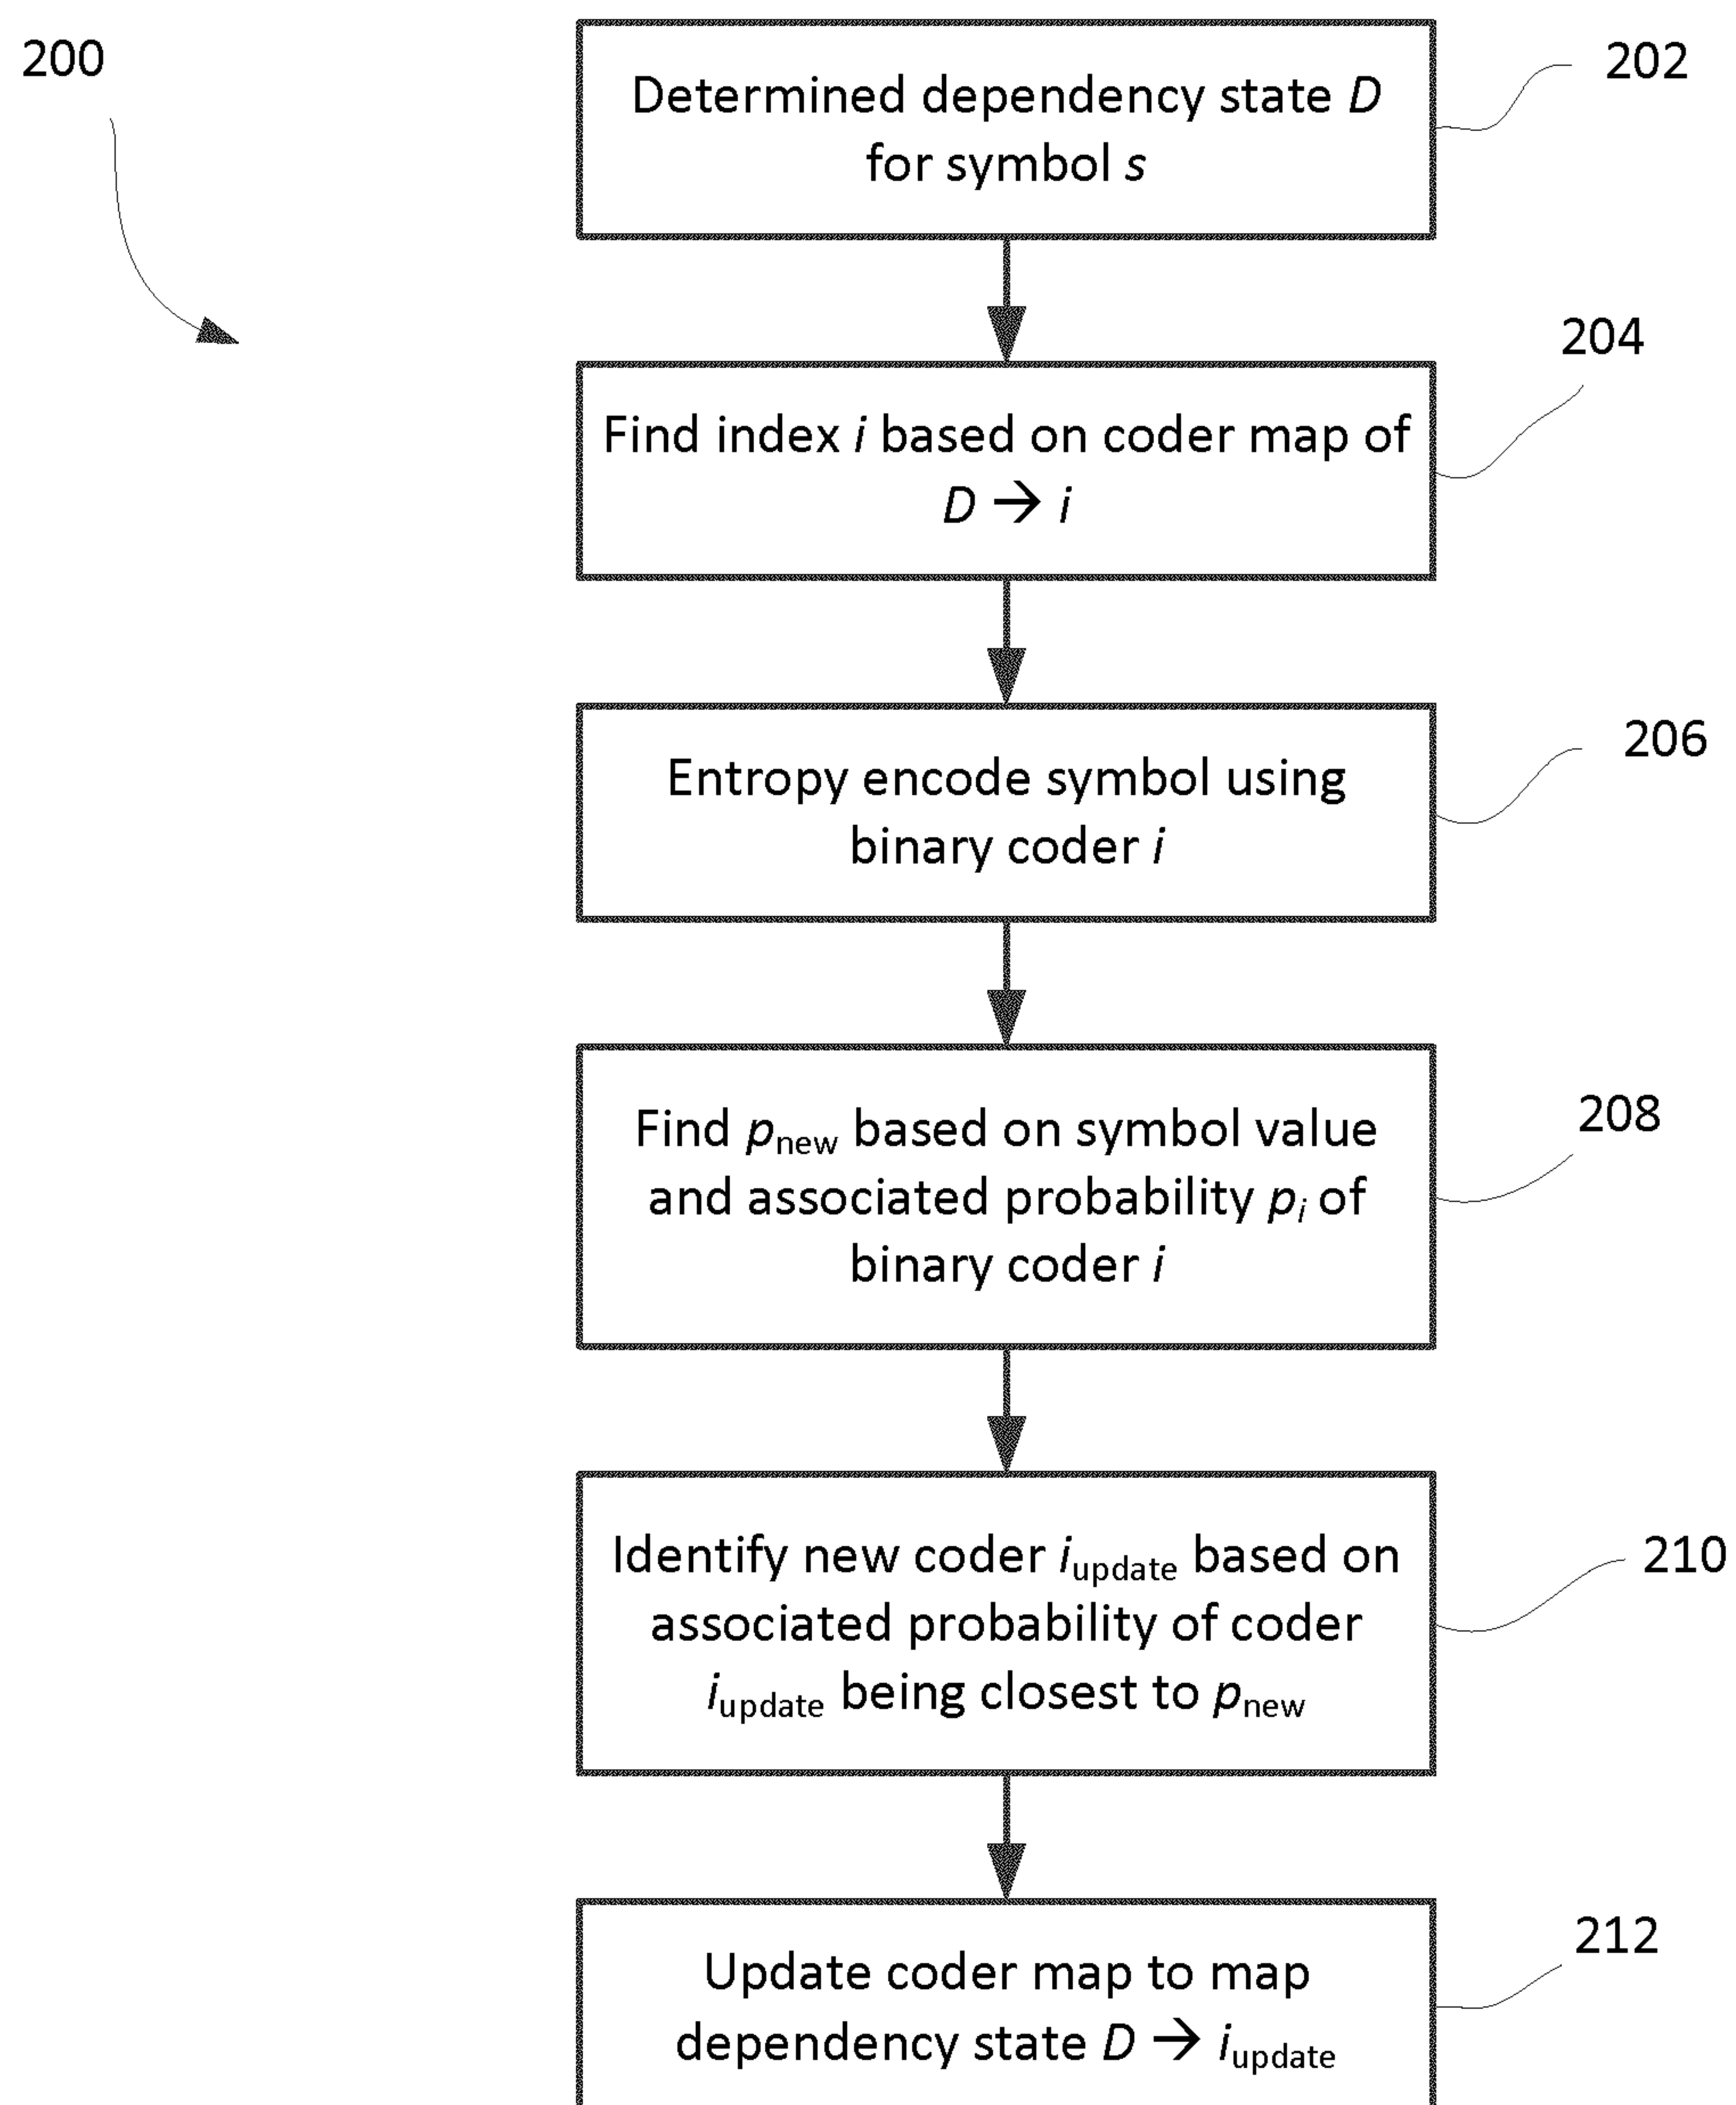 200
202
Determined dependency state D
for symbol s
204
Find index i based on coder map of
D → i
206
Entropy encode symbol using
binary coder i
208
Find pnew based on symbol value
and associated probability pi of
binary coder i
210
Identify new coder iupdate based on
associated probability of coder
iupdate being closest to pnew
212
Update coder map to map
dependency state D → iupdate